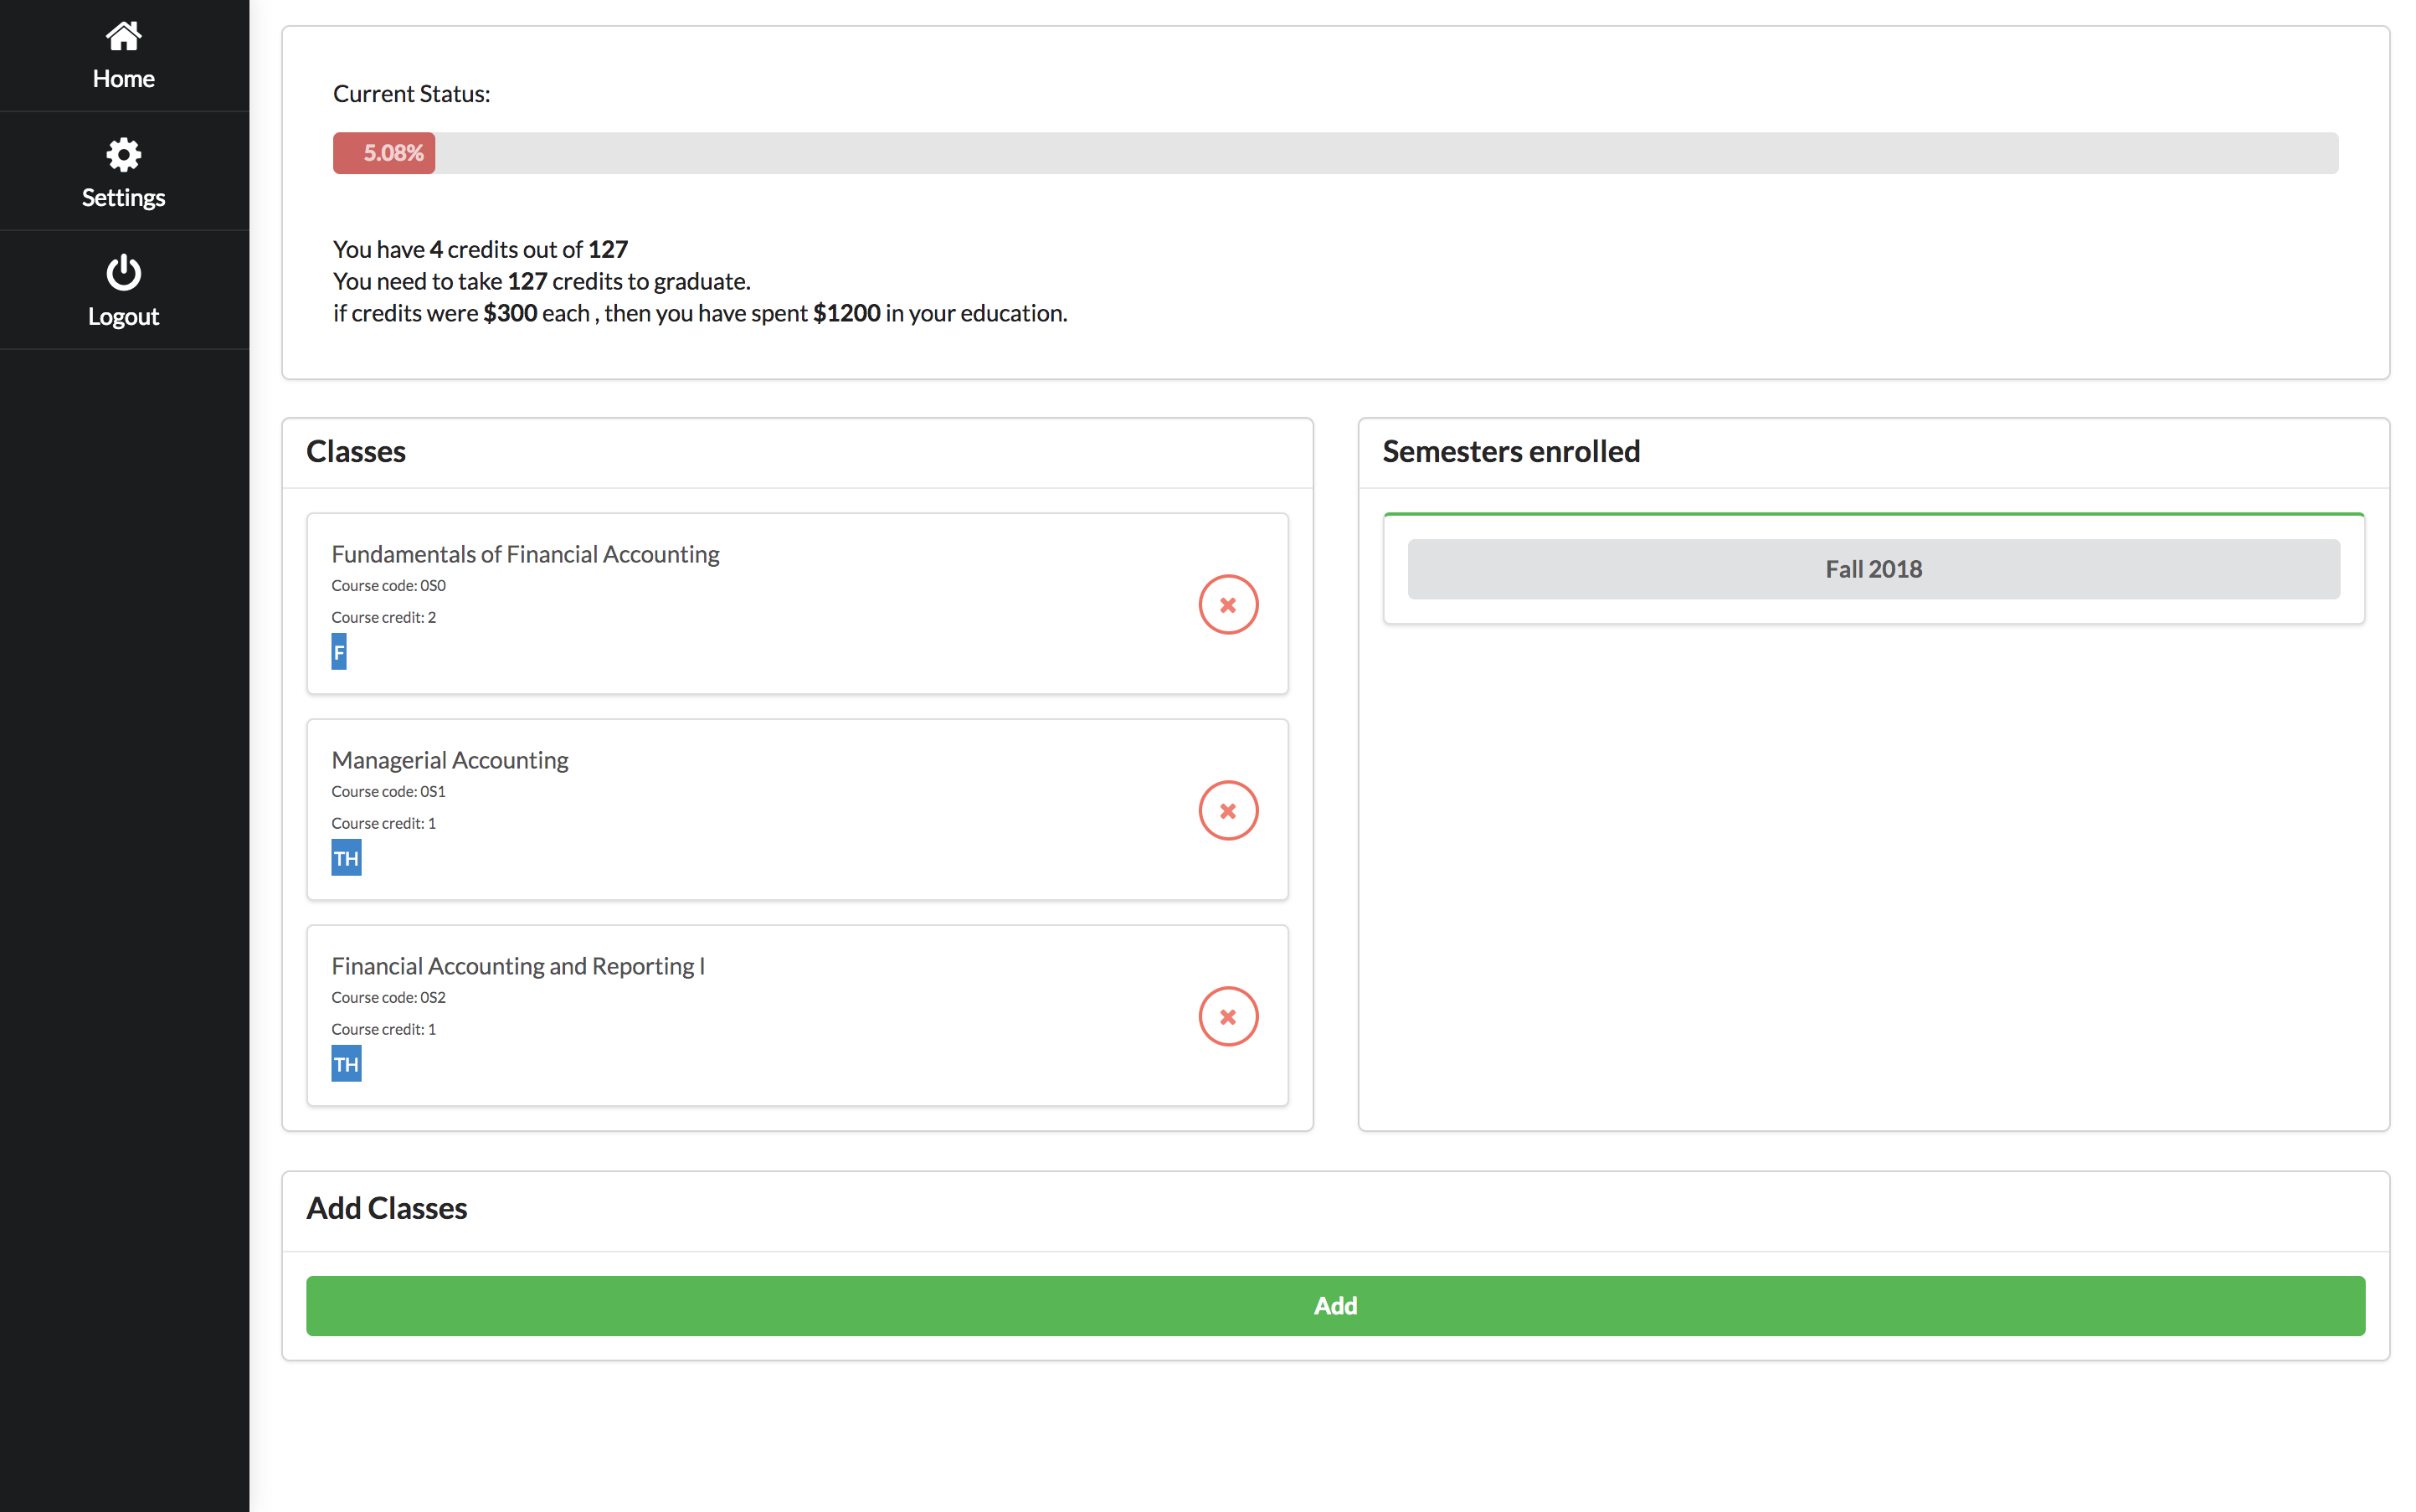 Home
Settings
Logout
Current Status:
5.08%
You have 4 credits out of 127
You need to take 127 credits to graduate.
if credits were $300 each , then you have spent $1200 in your education.
Classes
Fundamentals of Financial Accounting
Course code: 0S0
Course credit: 2
F
Managerial Accounting
Course code: 0S1
Course credit: 1
TH
Financial Accounting and Reporting I
Course code: 0S2
Course credit: 1
TH
Semesters enrolled
Fall 2018
Add Classes
Add